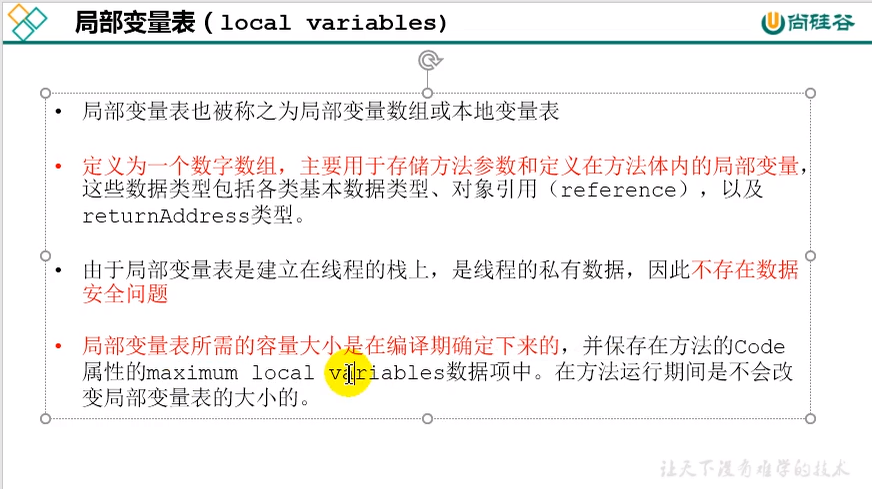 局部变量表（local variables）
尚硅谷
• 局部变量表也被称之为局部变量数组或本地变量表
• 定义为一个数字数组，主要用于存储方法参数和定义在方法体内的局部变量，
这些数据类型包括各类基本数据类型、对象引用（reference），以及
returnAddress类型。
• 由于局部变量表是建立在线程的栈上，是线程的私有数据，因此不存在数据
安全问题
• 局部变量表所需的容量大小是在编译期确定下来的，并保存在方法的Code
属性的maximum local variables数据项中。在方法运行期间是不会改
变局部变量表的大小的。
让天下没有难学的技术